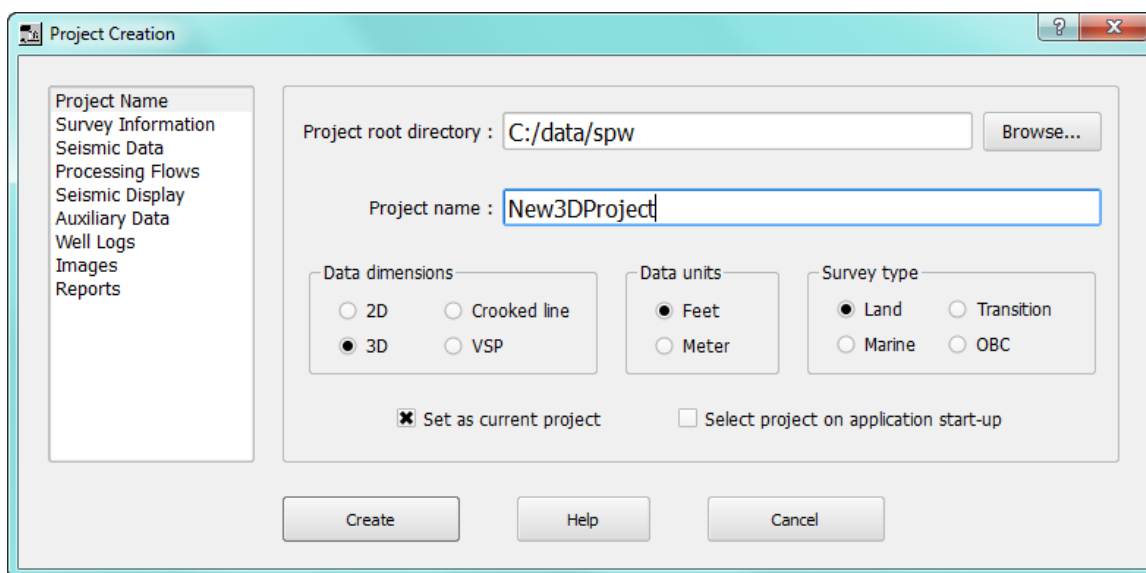 Project Creation
Project Name
Survey Information
Seismic Data
Processing Flows
Seismic Display
Auxiliary Data
Well Logs
Images
Reports
Project root directory : C:/data/spw Browse...
Project name : New3DProject
Data dimensions Data units Survey type
2D Crooked line Feet Land Transition
3D VSP Meter Marine OBC
Set as current project Select project on application start-up
Create Help Cancel